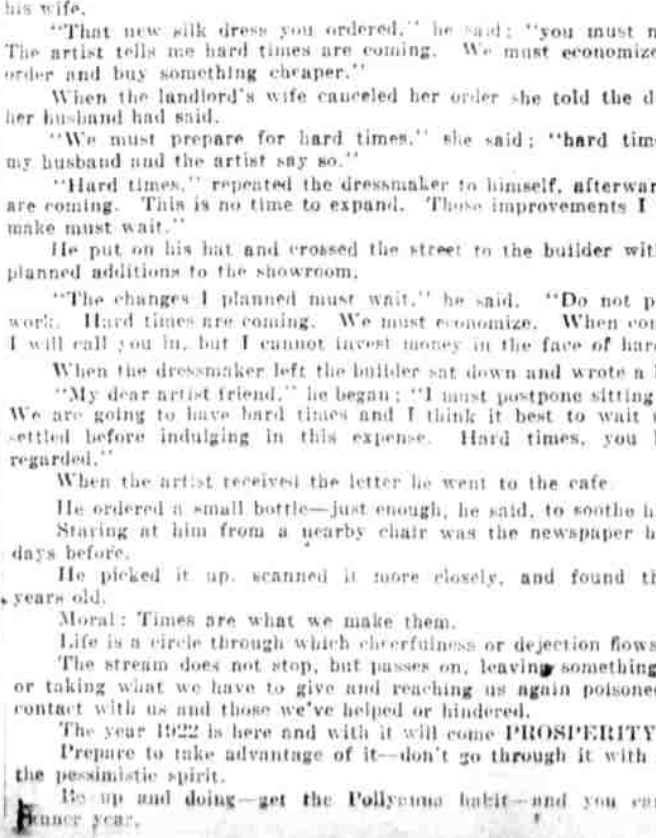 his wife.
"That new silk dress you ordered," he said; "you must
The artist tells me hard times are coming. We must economize
order and buy something cheaper."
When the landlord's wife canceled her order she told the
her husband had said.
"We must prepare for hard times," she said; "hard
my husband and the artist say so."
"Hard times," repeated the dressmaker to himself,
are coming. This is no time to expand. Those improvements I
make must wait."
He put on his hat and crossed the street to the builder
planned additions to the showroom.
"The changes I planned must wait," he said. "Do not
work. Hard times are coming. We must economize. When
I will call you in, but I cannot invest money in the face of
When the dressmaker left the builder sat down and wrote a
"My dear artist friend," he began; "I must postpone sitting
We are going to have hard times and I think it best to wait
settled before indulging in this expense. Hard times, you
regarded."
When the artist received the letter he went to the cafe.
He ordered a small bottle—just enough, he said, to soothe
Staring at him from a nearby chair was the newspaper
days before.
He picked it up, scanned it more closely, and found
years old.
Moral: Times are what we make them.
Life is a circle through which cheerfulness or dejection flows
The stream does not stop, but passes on, leaving something
or taking what we have to give and reaching us again
contact with us and those we've helped or hindered.
The year 1922 is here and with it will come PROSPERITY
Prepare to take advantage of it—don't go through it with
the pessimistic spirit.
Be up and doing—get the Pollyanna habit—and you
year.